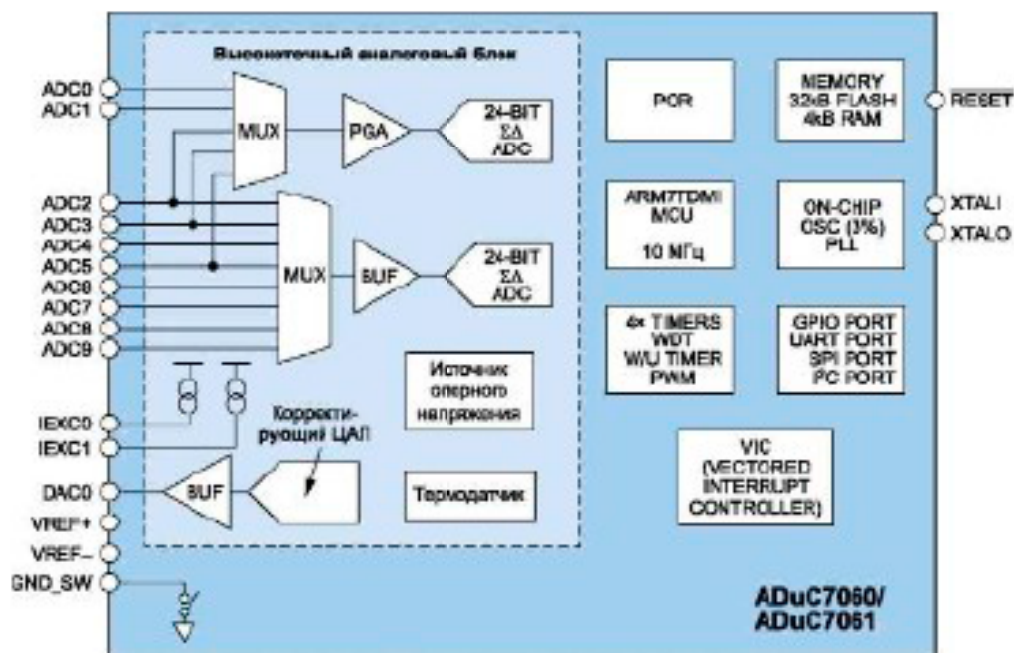 Высокоточный аналоговый блок
ADC0
ADC1
MUX
PGA
24-BIT
ΣΔ
ADC
ADC2
ADC3
ADC4
ADC5
ADC6
ADC7
ADC8
ADC9
MUX
BUF
24-BIT
ΣΔ
ADC
Источник
опорного
напряжения
IEXC0
IEXC1
Корректи-
рующий ЦАП
DAC0
BUF
Термодатчик
VREF+
VREF–
GND_SW
POR
MEMORY
32kB FLASH
4kB RAM
RESET
ARM7TDMI
MCU
10 МГц
ON-CHIP
OSC (3%)
PLL
XTALI
XTALO
4× TIMERS
WDT
W/U TIMER
PWM
GPIO PORT
UART PORT
SPI PORT
I²C PORT
VIC
(VECTORED
INTERRUPT
CONTROLLER)
ADuC7060/
ADuC7061